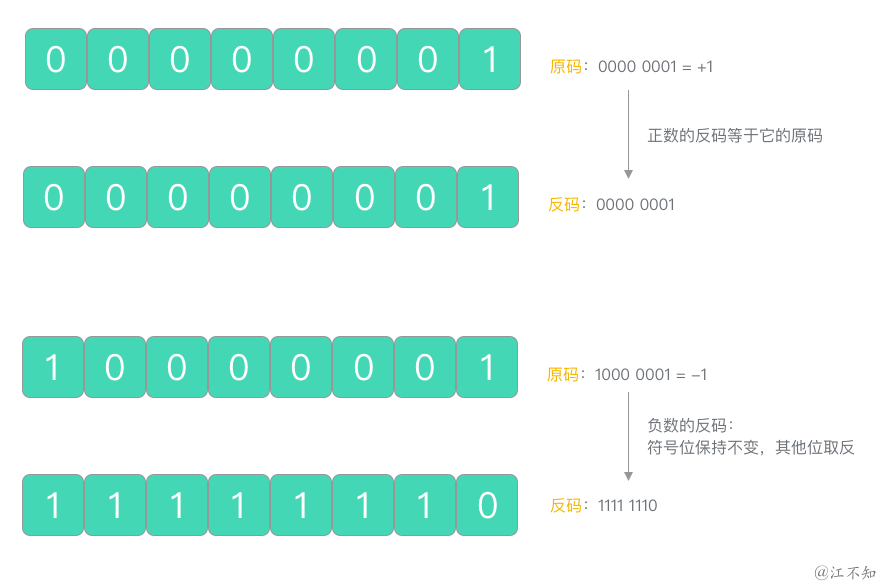 0 0 0 0 0 0 0 1
原码：0000 0001 = +1
正数的反码等于它的原码
0 0 0 0 0 0 0 1
反码：0000 0001
1 0 0 0 0 0 0 1
原码：1000 0001 = −1
负数的反码：
符号位保持不变，其他位取反
1 1 1 1 1 1 1 0
反码：1111 1110
@江不知